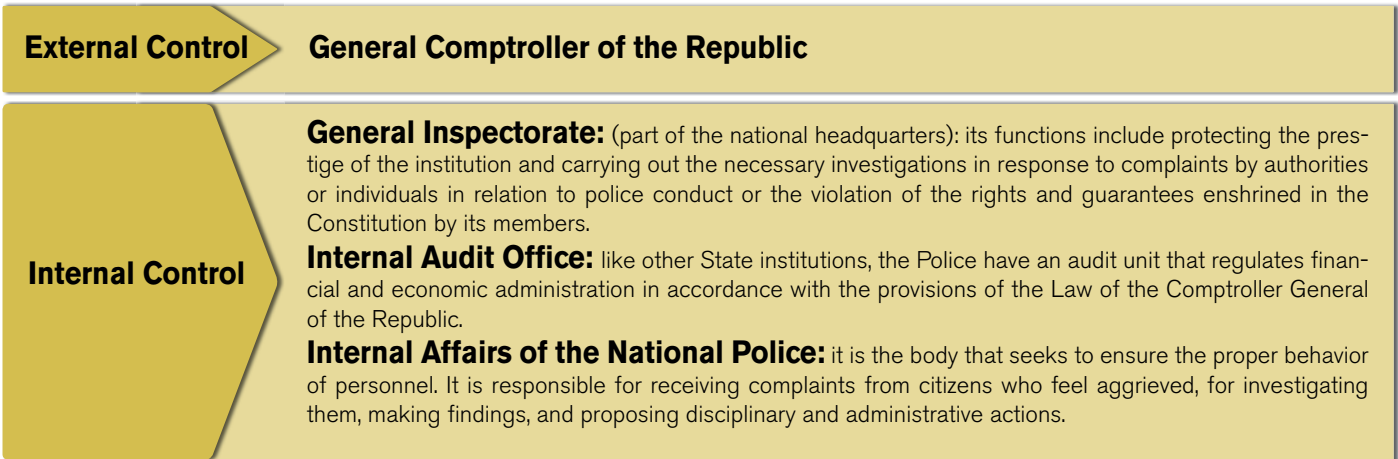 External Control
General Comptroller of the Republic
Internal Control
General Inspectorate: (part of the national headquarters): its functions include protecting the pres-
tige of the institution and carrying out the necessary investigations in response to complaints by authorities
or individuals in relation to police conduct or the violation of the rights and guarantees enshrined in the
Constitution by its members.
Internal Audit Office: like other State institutions, the Police have an audit unit that regulates finan-
cial and economic administration in accordance with the provisions of the Law of the Comptroller General
of the Republic.
Internal Affairs of the National Police: it is the body that seeks to ensure the proper behavior
of personnel. It is responsible for receiving complaints from citizens who feel aggrieved, for investigating
them, making findings, and proposing disciplinary and administrative actions.